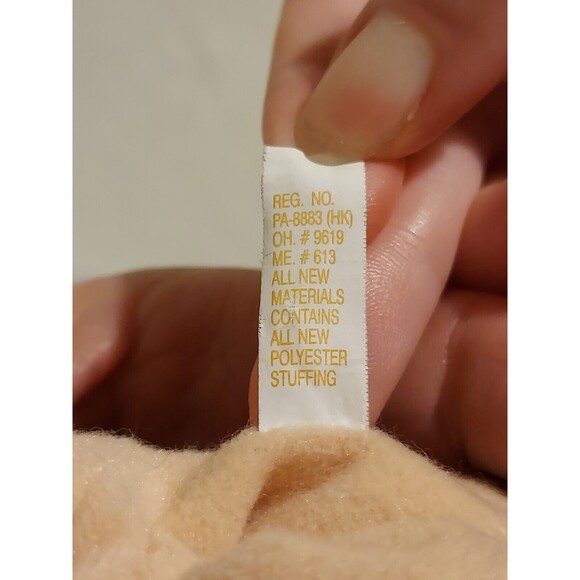 REG. NO.
PA-8883 (HK)
OH. # 9619
ME. # 613
ALL NEW
MATERIALS
CONTAINS
ALL NEW
POLYESTER
STUFFING